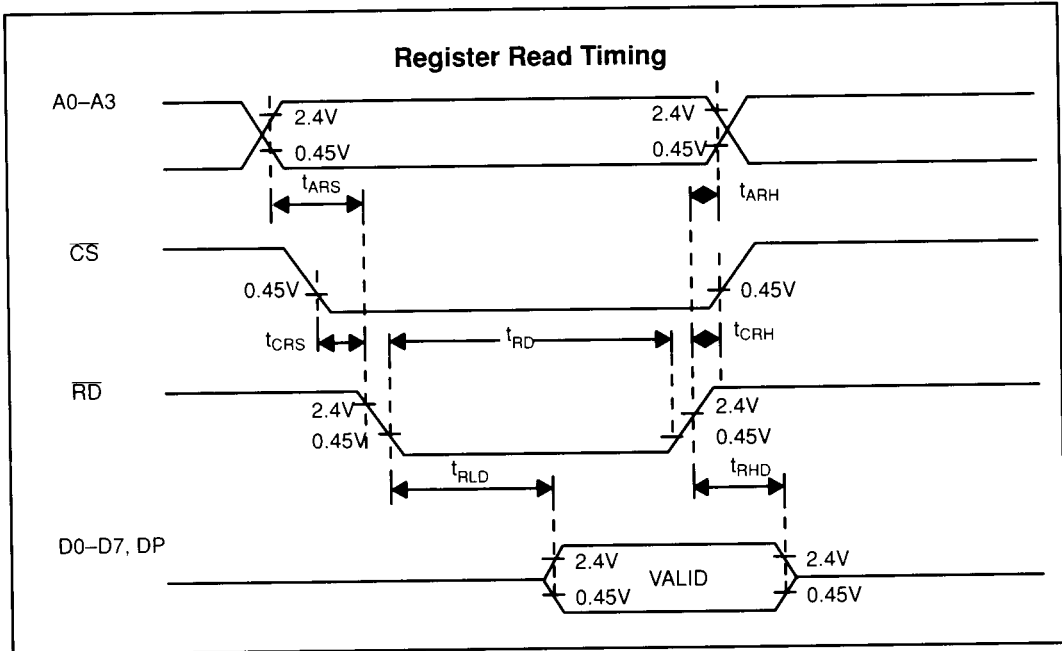 Register Read Timing
A0–A3
2.4V
2.4V
0.45V
0.45V
tARS
tARH
CS
0.45V
0.45V
tCRS
tRD
tCRH
RD
2.4V
2.4V
0.45V
0.45V
tRLD
tRHD
D0–D7, DP
2.4V
VALID
2.4V
0.45V
0.45V